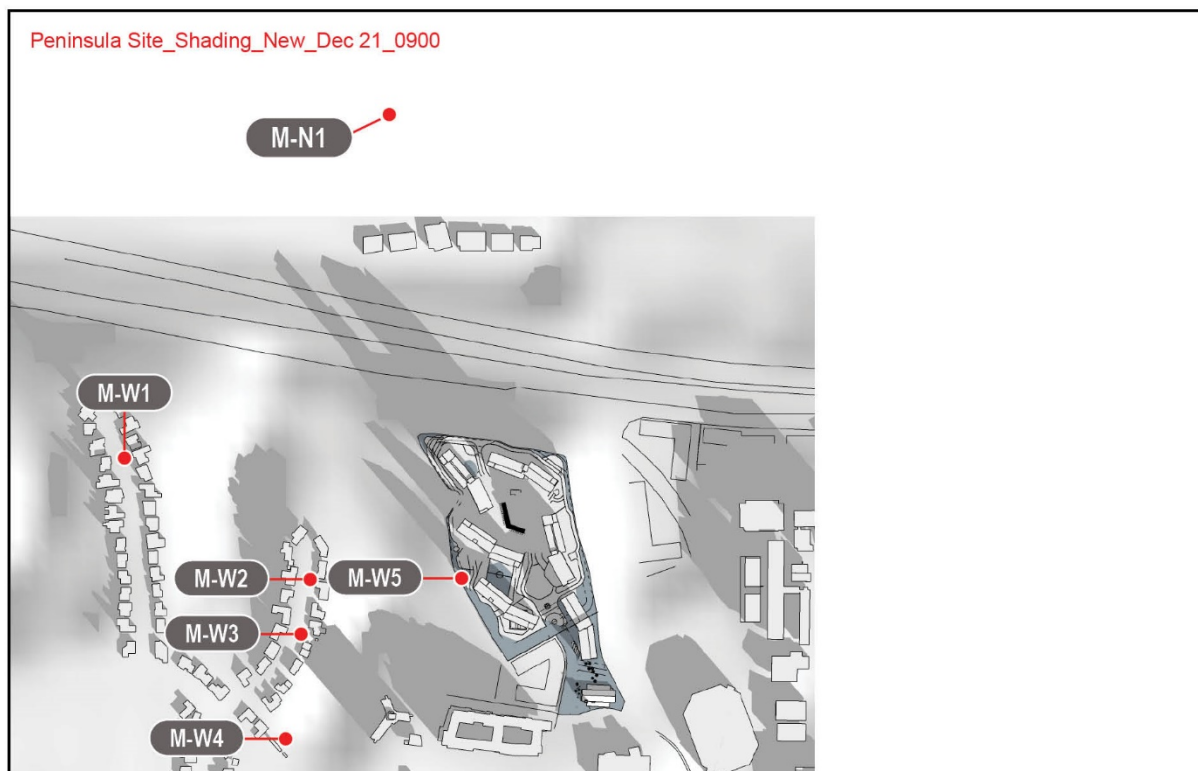 Peninsula Site_Shading_New_Dec 21_0900
M-N1
M-W1
M-W2
M-W5
M-W3
M-W4